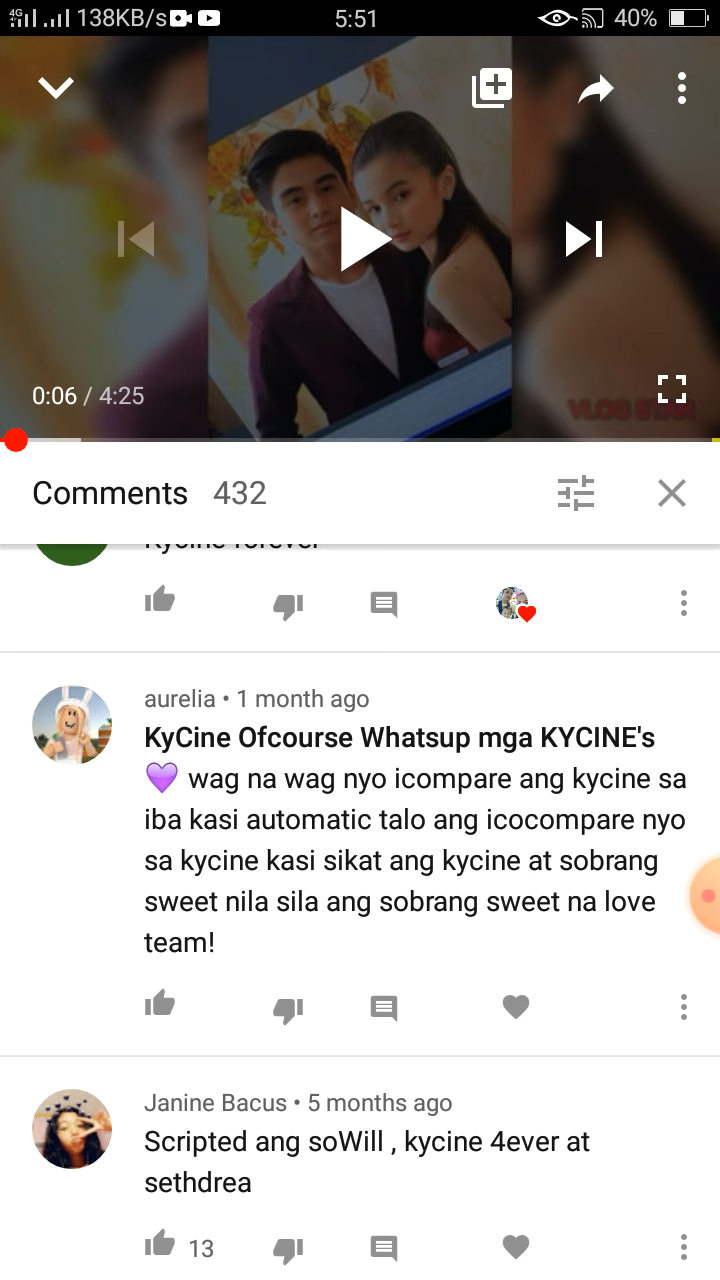 4G 138KB/s 5:51 40%
0:06 / 4:25
VLOG STAR
Comments 432
Kycine forever
aurelia • 1 month ago
KyCine Ofcourse Whatsup mga KYCINE's
💜 wag na wag nyo icompare ang kycine sa
iba kasi automatic talo ang icocompare nyo
sa kycine kasi sikat ang kycine at sobrang
sweet nila sila ang sobrang sweet na love
team!
Janine Bacus • 5 months ago
Scripted ang soWill , kycine 4ever at
sethdrea
13